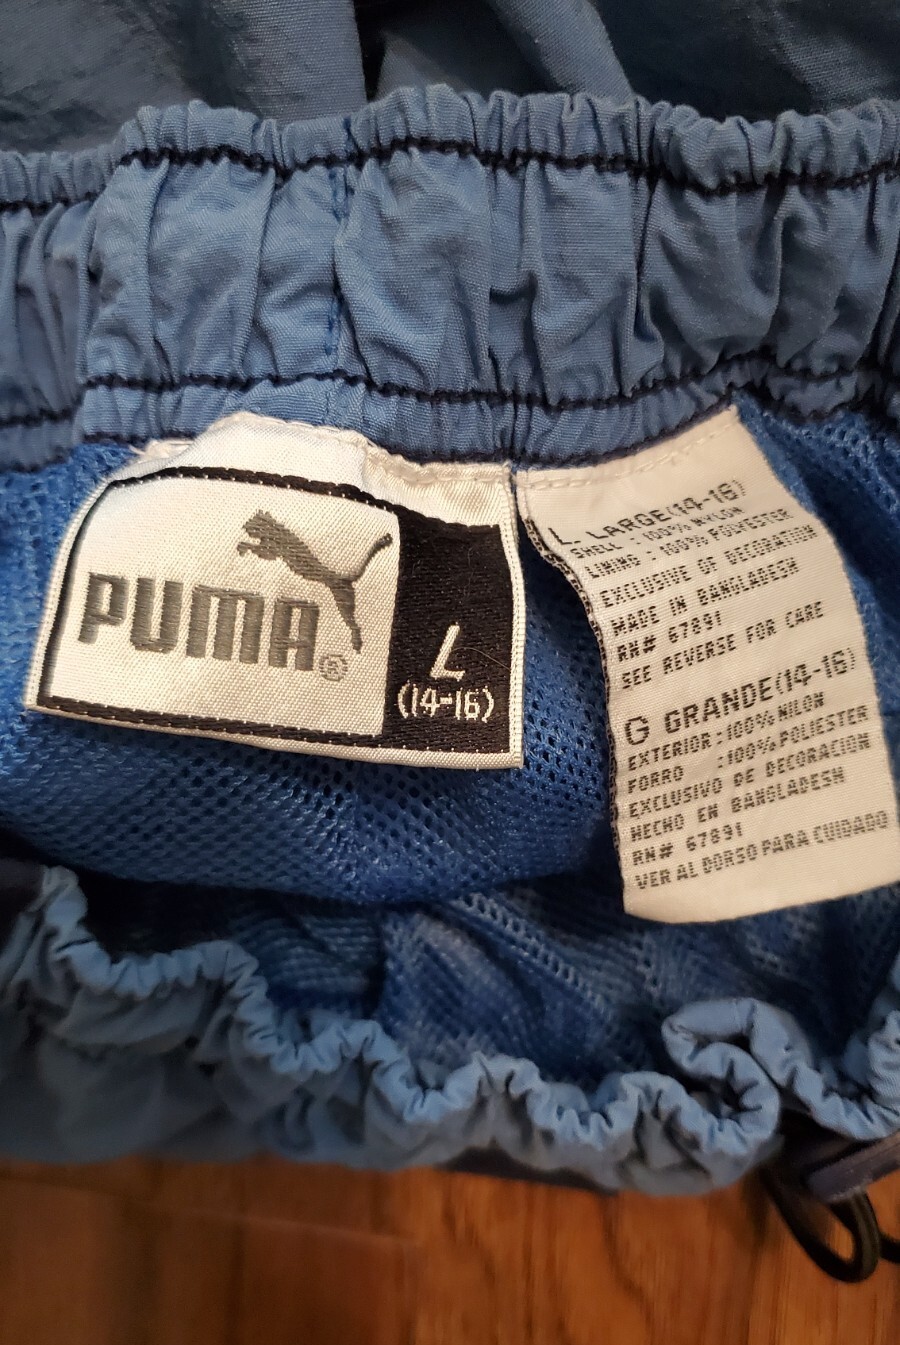 PUMA®
L
(14-16)
L LARGE(14-16)
SHELL : 100% NYLON
LINING : 100% POLYESTER
EXCLUSIVE OF DECORATION
MADE IN BANGLADESH
RN# 67891
SEE REVERSE FOR CARE
G GRANDE(14-16)
EXTERIOR :100% NILON
FORRO :100% POLIESTER
EXCLUSIVO DE DECORACION
HECHO EN BANGLADESH
RN# 67891
VER AL DORSO PARA CUIDADO